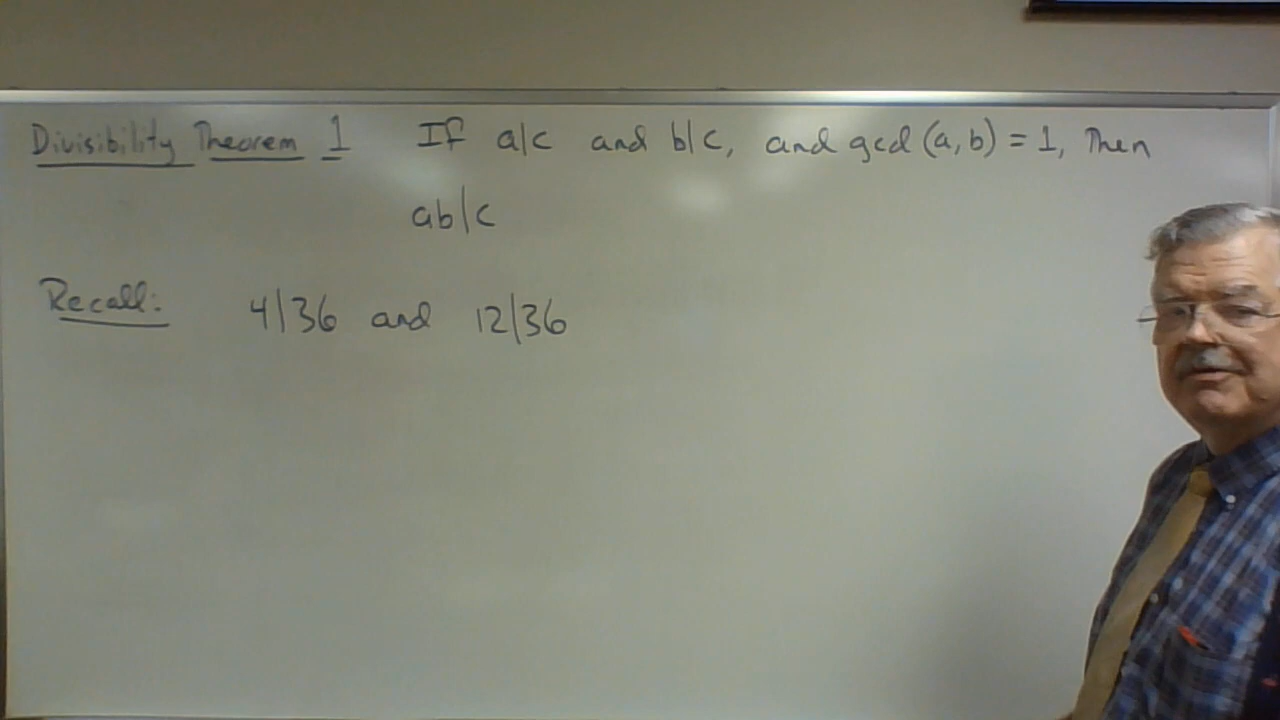 Divisibility Theorem 1 If a|c and b|c, and gcd (a, b) = 1, Then
ab|c
Recall: 4|36 and 12|36